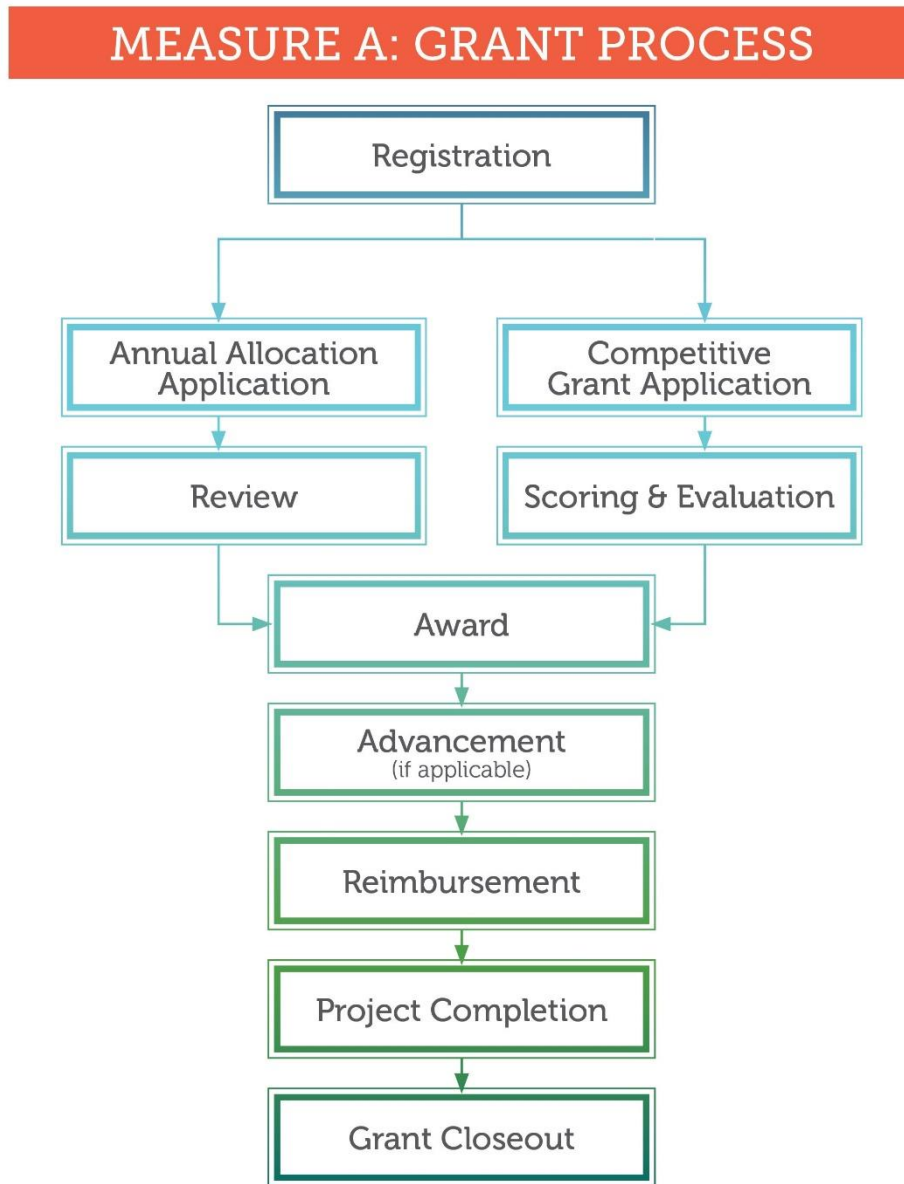 MEASURE A: GRANT PROCESS
Registration
Annual Allocation
Application
Competitive
Grant Application
Review
Scoring & Evaluation
Award
Advancement
(if applicable)
Reimbursement
Project Completion
Grant Closeout